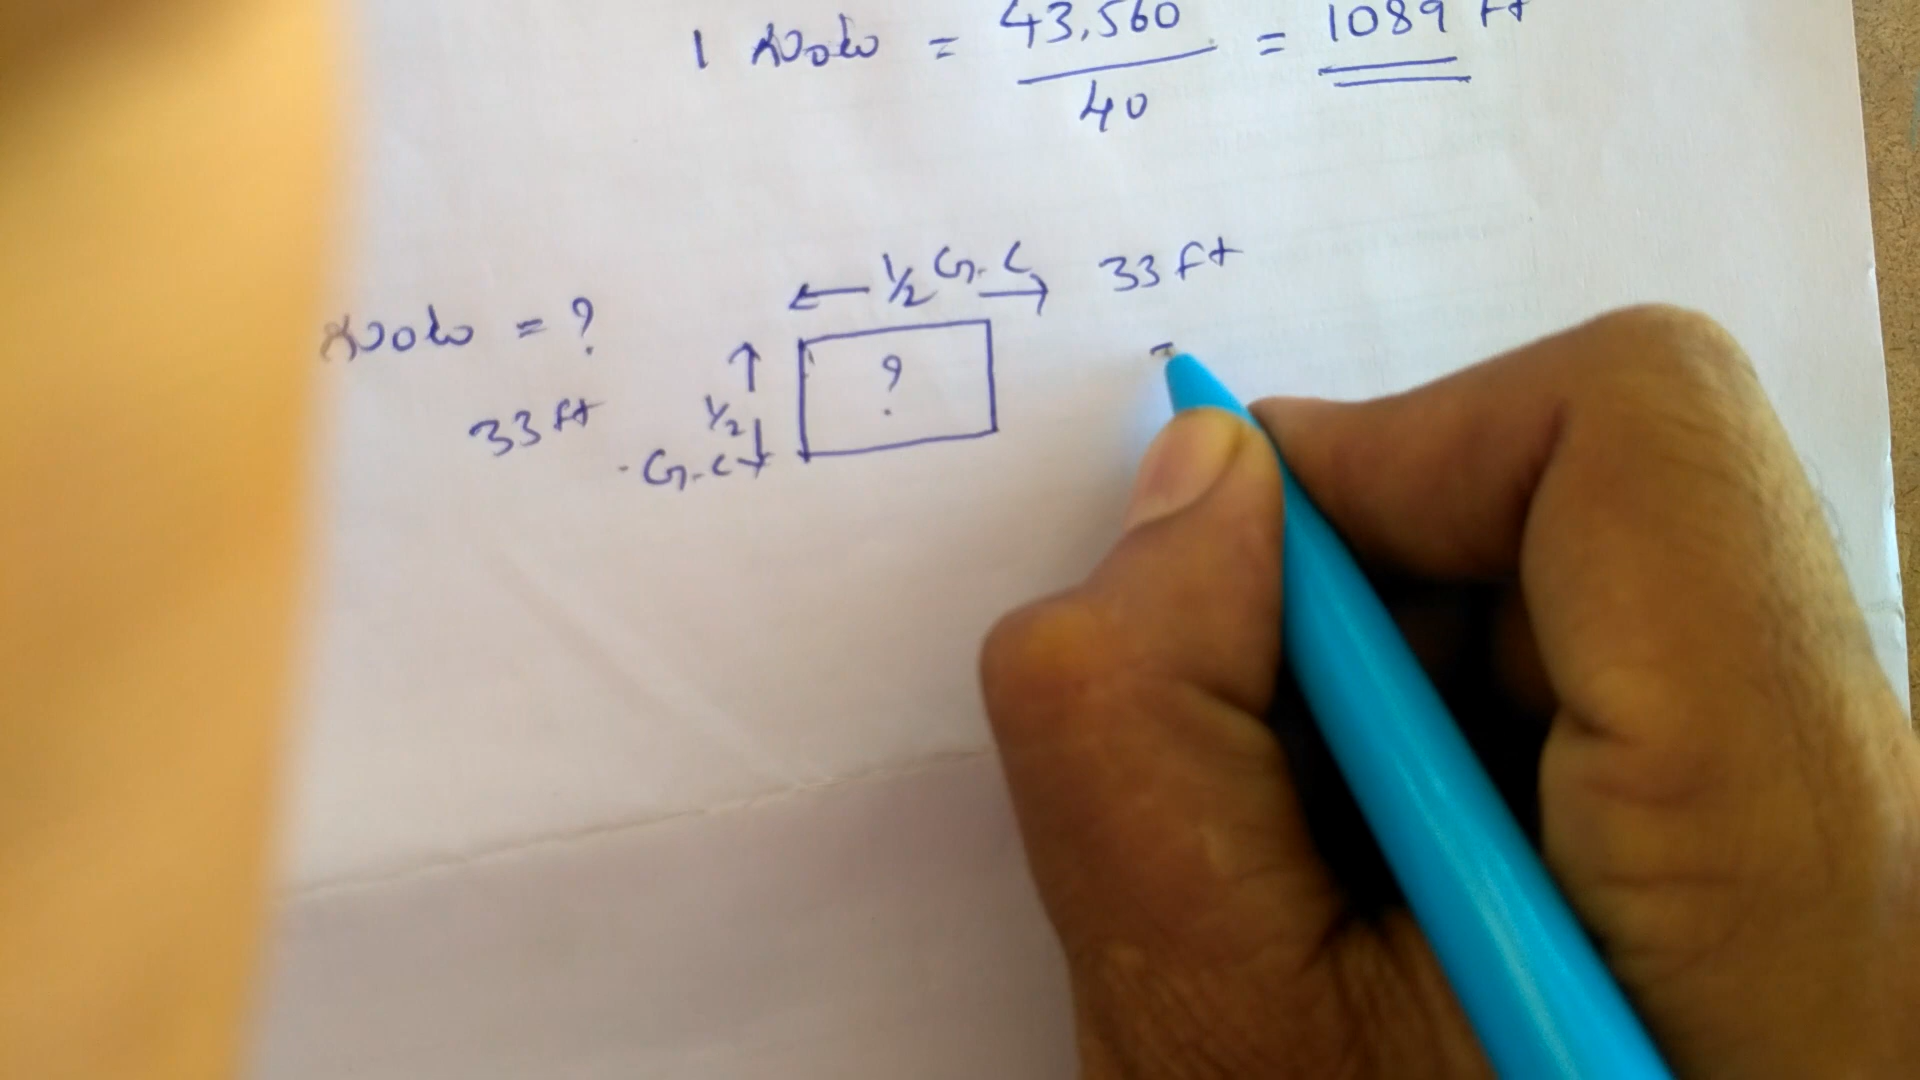 1 గుంట = 43,560 / 40 = 1089 ft
1/2 G.C 33 ft
గుంట = ?
?
33 ft
1/2
G.C